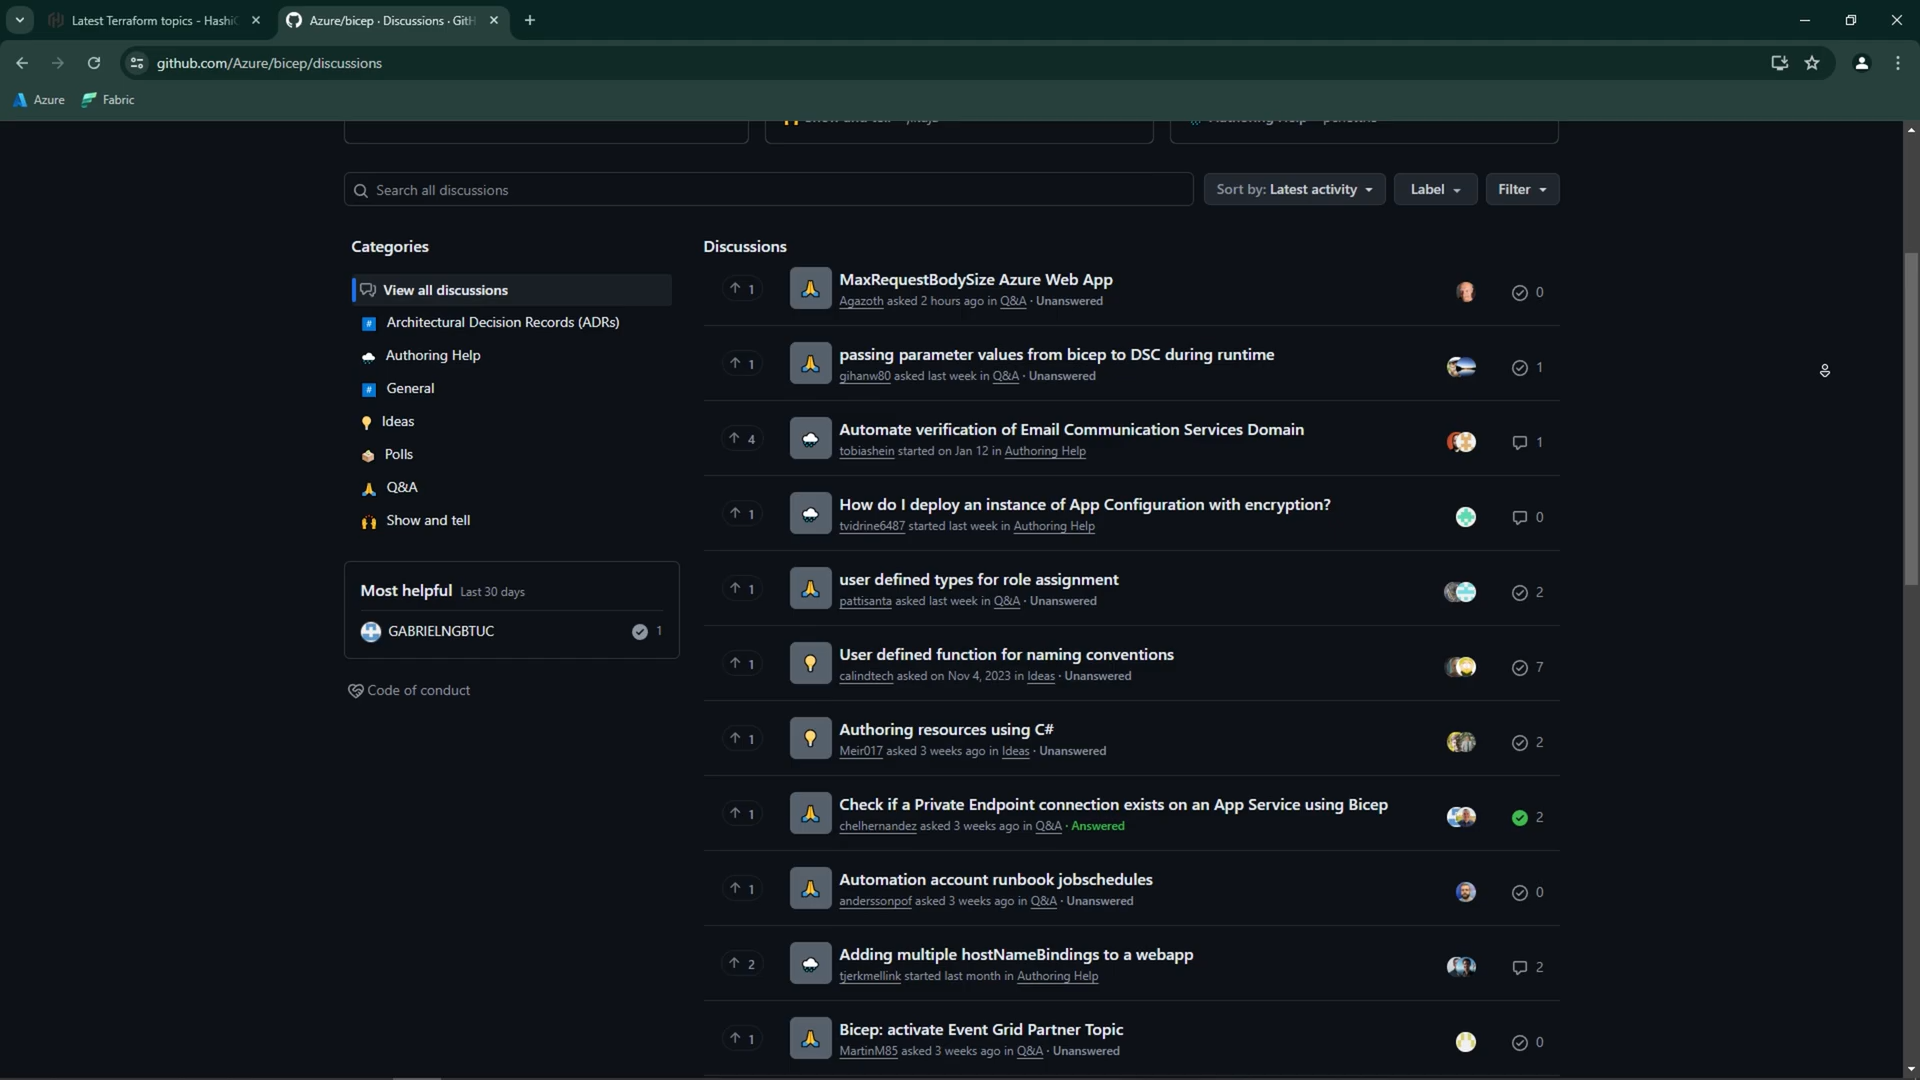 Latest Terraform topics - Hashi
Azure/bicep · Discussions · Git
github.com/Azure/bicep/discussions
Azure
Fabric
Search all discussions
Sort by: Latest activity
Label
Filter
Categories
View all discussions
Architectural Decision Records (ADRs)
Authoring Help
General
Ideas
Polls
Q&A
Show and tell
Most helpful Last 30 days
GABRIELNGBTUC
1
Code of conduct
Discussions
1
MaxRequestBodySize Azure Web App
Agazoth asked 2 hours ago in Q&A · Unanswered
0
1
passing parameter values from bicep to DSC during runtime
gihanw80 asked last week in Q&A · Unanswered
1
4
Automate verification of Email Communication Services Domain
tobiashein started on Jan 12 in Authoring Help
1
1
How do I deploy an instance of App Configuration with encryption?
tvidrine6487 started last week in Authoring Help
0
1
user defined types for role assignment
pattisanta asked last week in Q&A · Unanswered
2
1
User defined function for naming conventions
calindtech asked on Nov 4, 2023 in Ideas · Unanswered
7
1
Authoring resources using C#
Meir017 asked 3 weeks ago in Ideas · Unanswered
2
1
Check if a Private Endpoint connection exists on an App Service using Bicep
chelhernandez asked 3 weeks ago in Q&A · Answered
2
1
Automation account runbook jobschedules
anderssonpof asked 3 weeks ago in Q&A · Unanswered
0
2
Adding multiple hostNameBindings to a webapp
tjerkmellink started last month in Authoring Help
2
1
Bicep: activate Event Grid Partner Topic
MartinM85 asked 3 weeks ago in Q&A · Unanswered
0